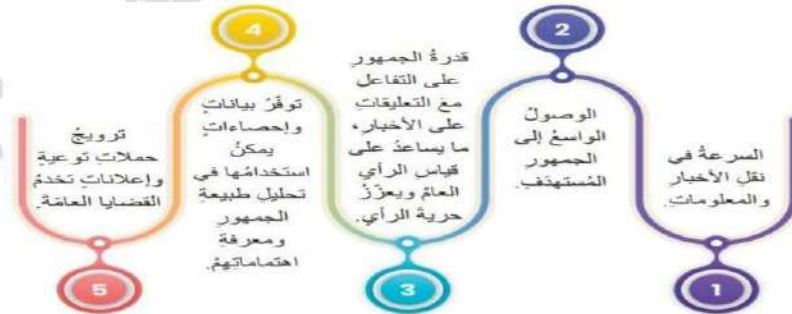 1
السرعةُ في
نقل الأخبار
والمعلوماتِ.
2
الوصولُ
الواسعُ إلى
الجمهور
المُستهدَف.
3
قدرةُ الجمهورِ
على التفاعل
معَ التعليقاتِ
على الأخبار،
ما يساعدُ على
قياسِ الرأي
العامِّ ويعزّزُ
حريةَ الرأي.
4
توفّرُ بياناتٍ
وإحصاءاتٍ
يمكنُ
استخدامُها في
تحليلِ طبيعةِ
الجمهورِ
ومعرفةِ
اهتماماتِهِمْ.
5
ترويجُ
حملاتِ توعيةٍ
وإعلاناتٍ تخدمُ
القضايا العامّةَ.